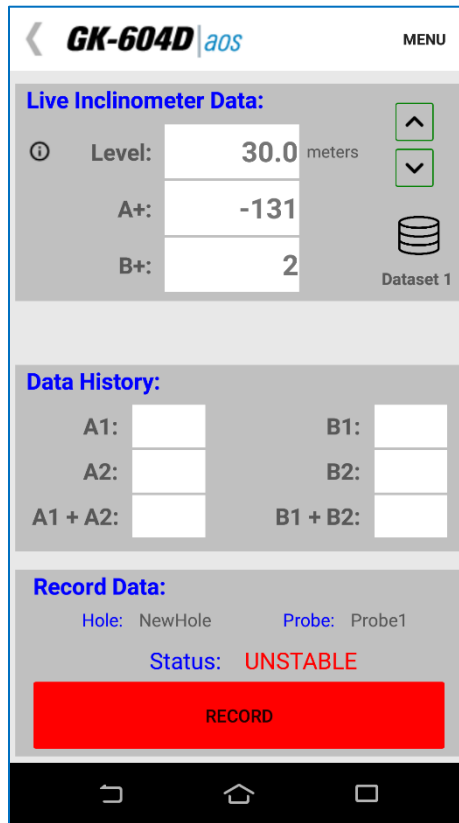 GK-604D|aos MENU
Live Inclinometer Data:
Level: 30.0 meters
A+: -131
B+: 2
Dataset 1
Data History:
A1: B1:
A2: B2:
A1 + A2: B1 + B2:
Record Data:
Hole: NewHole Probe: Probe1
Status: UNSTABLE
RECORD